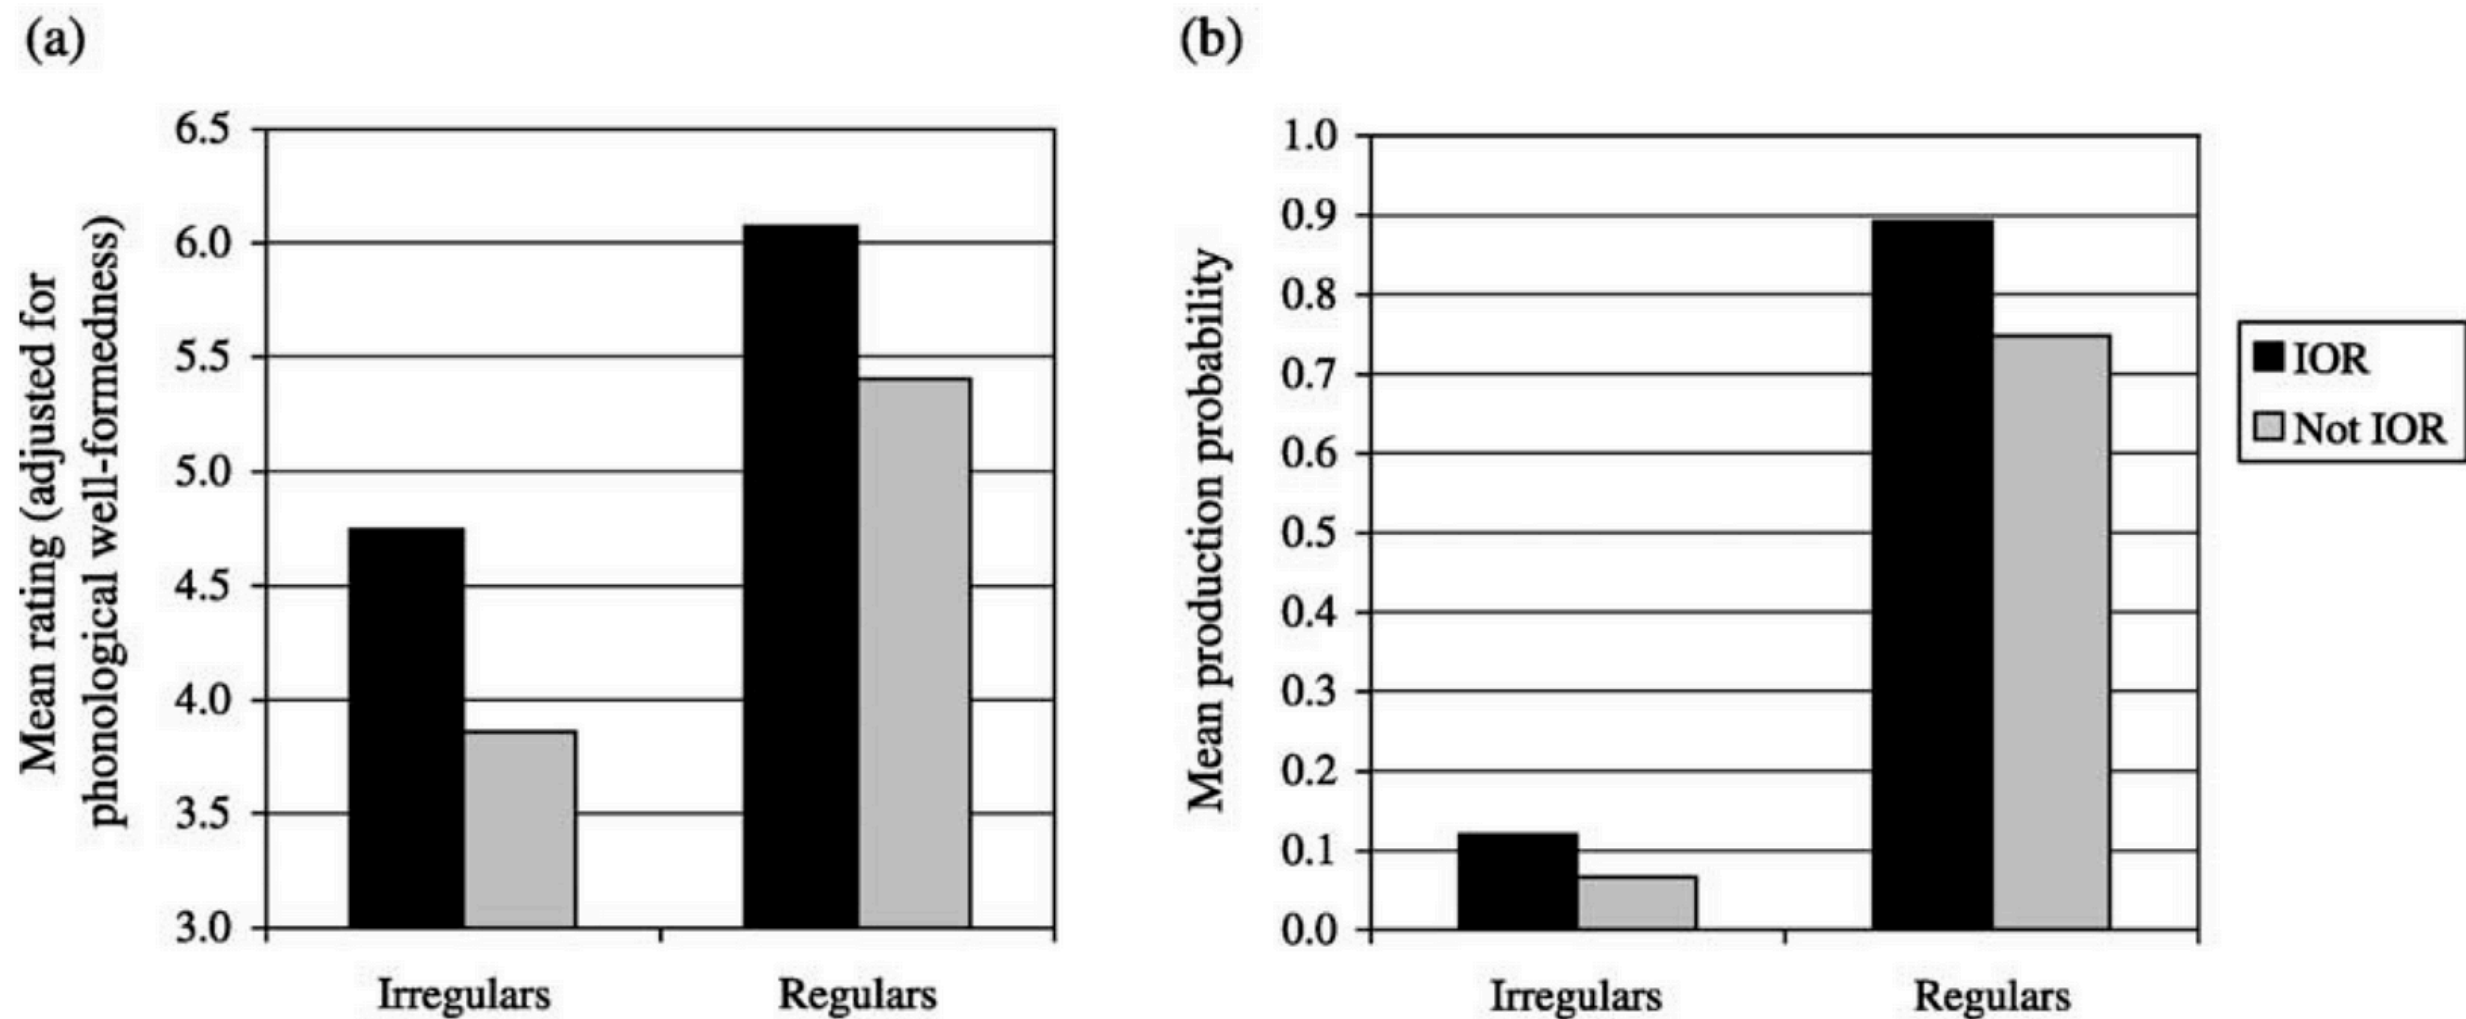 (a)
Mean rating (adjusted for
phonological well-formedness)
6.5
6.0
5.5
5.0
4.5
4.0
3.5
3.0
Irregulars Regulars
(b)
Mean production probability
1.0
0.9
0.8
0.7
0.6
0.5
0.4
0.3
0.2
0.1
0.0
Irregulars Regulars
IOR
Not IOR